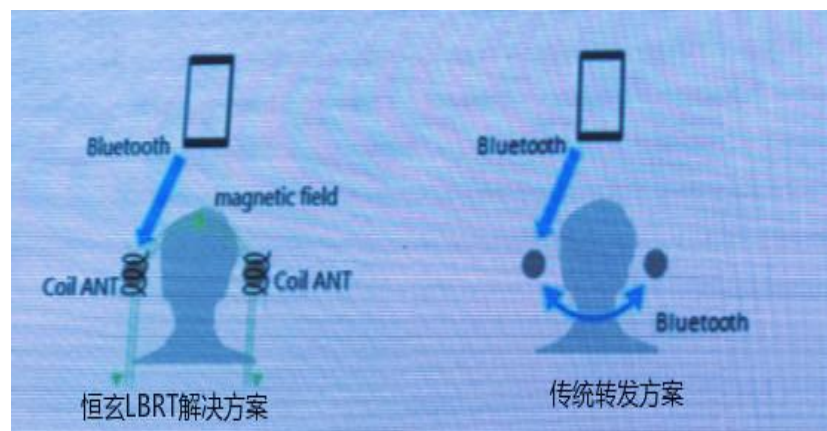 Bluetooth
magnetic field
Coil ANT
Coil ANT
恒玄LBRT解决方案
Bluetooth
Bluetooth
传统转发方案